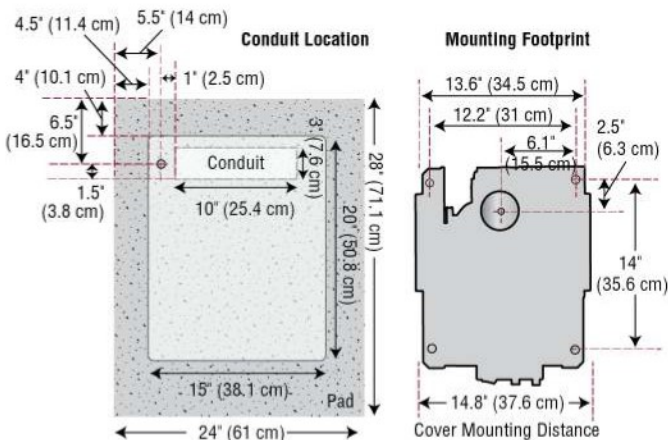 5.5" (14 cm)
4.5" (11.4 cm)
Conduit Location
Mounting Footprint
4" (10.1 cm)
1" (2.5 cm)
13.6" (34.5 cm)
6.5"
(16.5 cm)
12.2" (31 cm)
2.5"
(6.3 cm)
6.1"
(15.5 cm)
3"
(7.6 cm)
Conduit
28" (71.1 cm)
1.5"
(3.8 cm)
10" (25.4 cm)
20"
(50.8 cm)
14"
(35.6 cm)
15" (38.1 cm)
Pad
14.8" (37.6 cm)
24" (61 cm)
Cover Mounting Distance